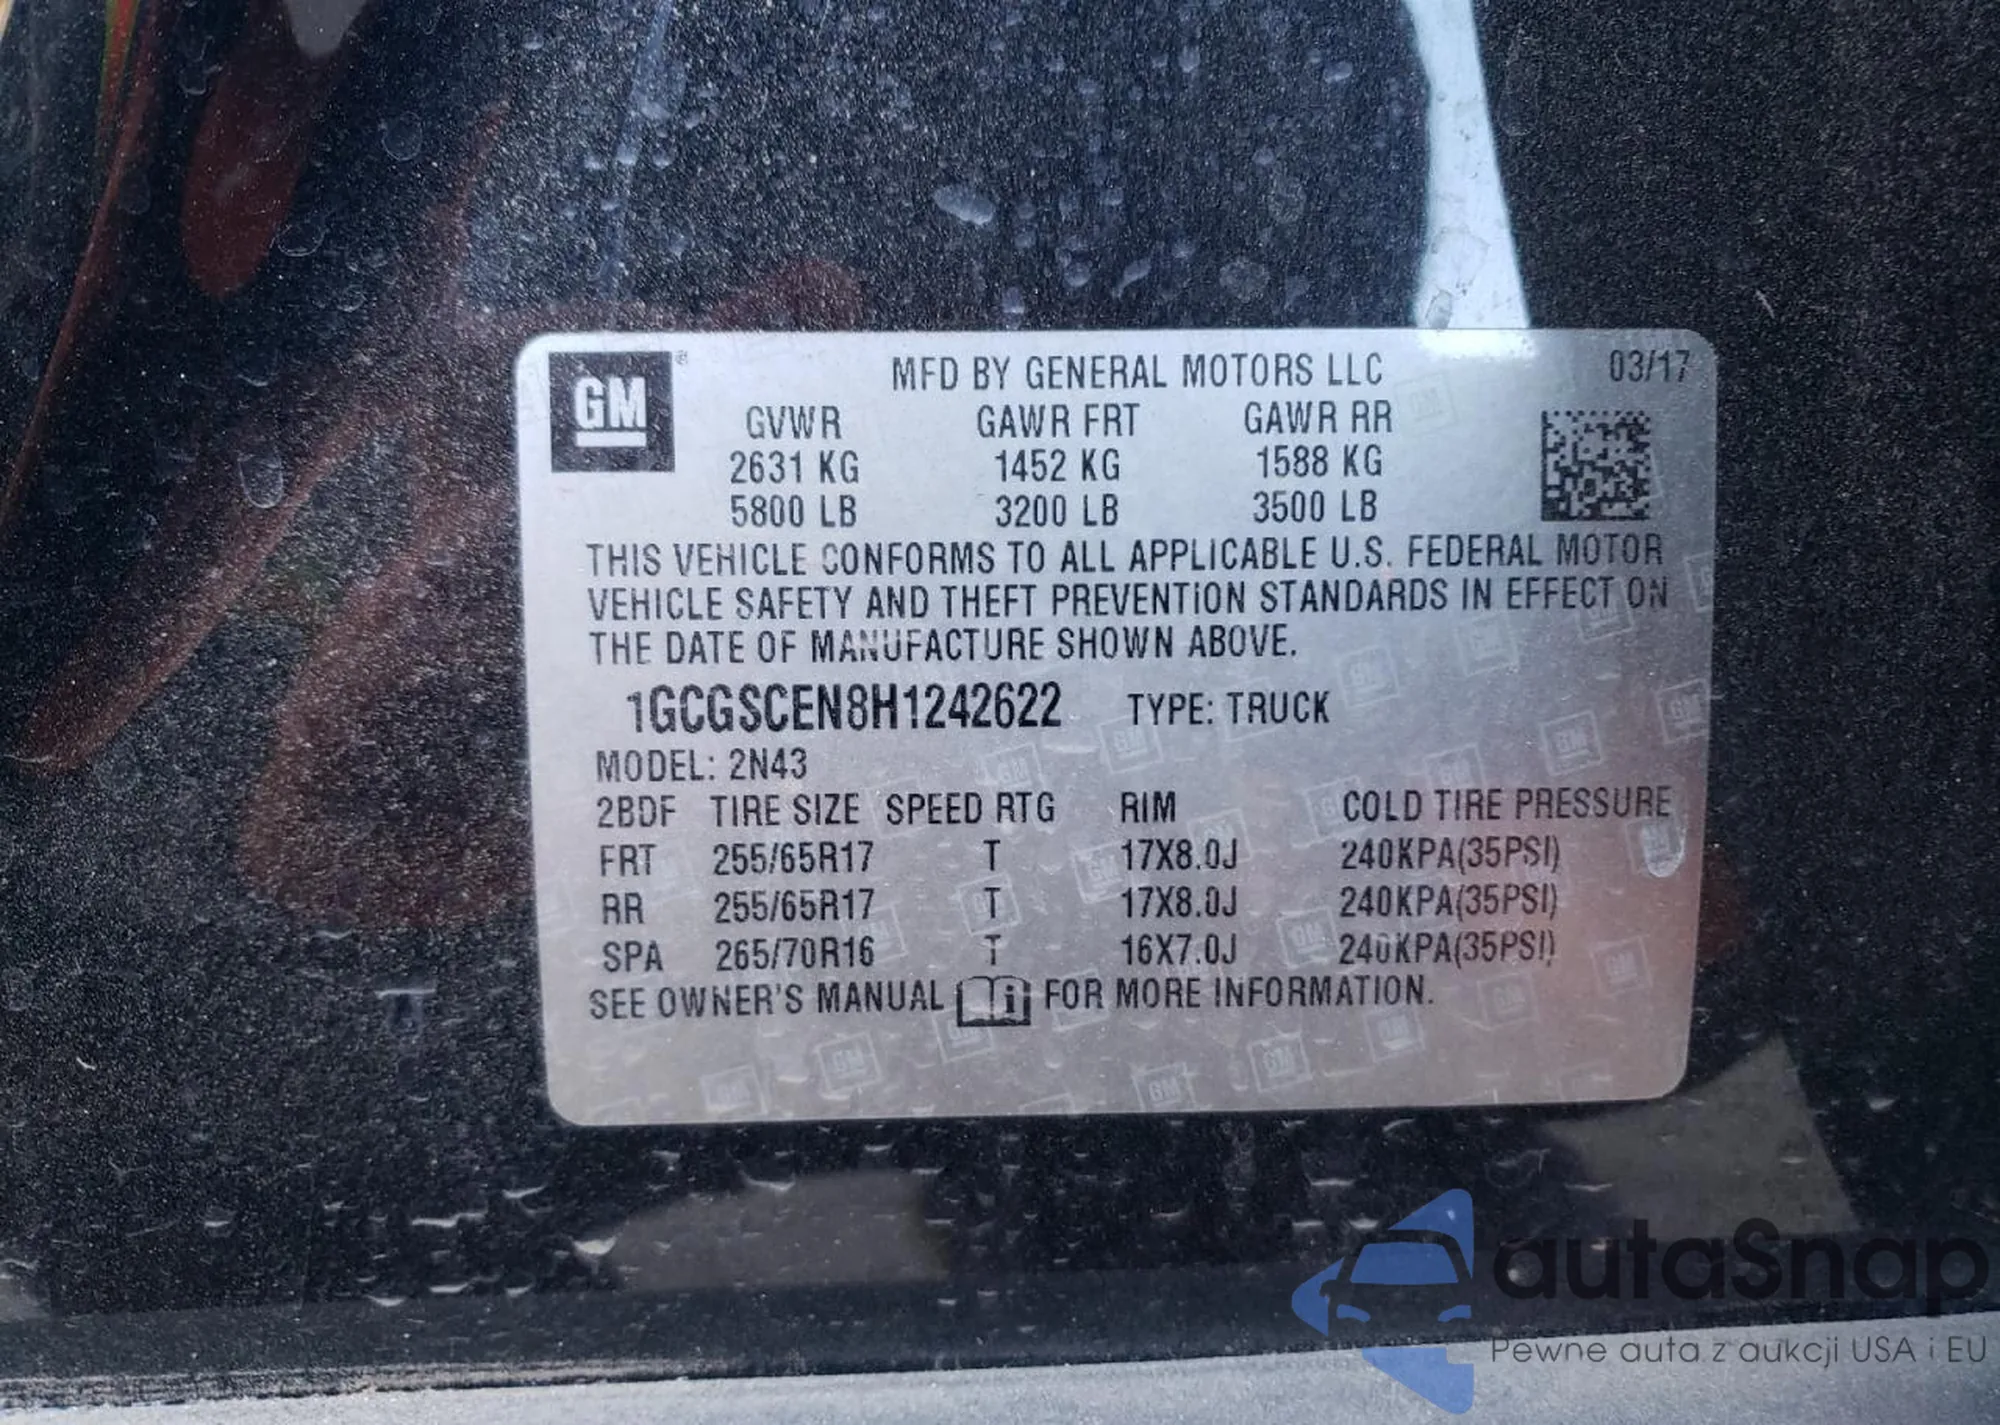 GM ®
MFD BY GENERAL MOTORS LLC 03/17
GVWR GAWR FRT GAWR RR
2631 KG 1452 KG 1588 KG
5800 LB 3200 LB 3500 LB
THIS VEHICLE CONFORMS TO ALL APPLICABLE U.S. FEDERAL MOTOR
VEHICLE SAFETY AND THEFT PREVENTION STANDARDS IN EFFECT ON
THE DATE OF MANUFACTURE SHOWN ABOVE.
1GCGSCEN8H1242622 TYPE: TRUCK
MODEL: 2N43
2BDF TIRE SIZE SPEED RTG RIM COLD TIRE PRESSURE
FRT 255/65R17 T 17X8.0J 240KPA(35PSI)
RR 255/65R17 T 17X8.0J 240KPA(35PSI)
SPA 265/70R16 T 16X7.0J 240KPA(35PSI)
SEE OWNER'S MANUAL i FOR MORE INFORMATION.
autaSnap
Pewne auta z aukcji USA i EU